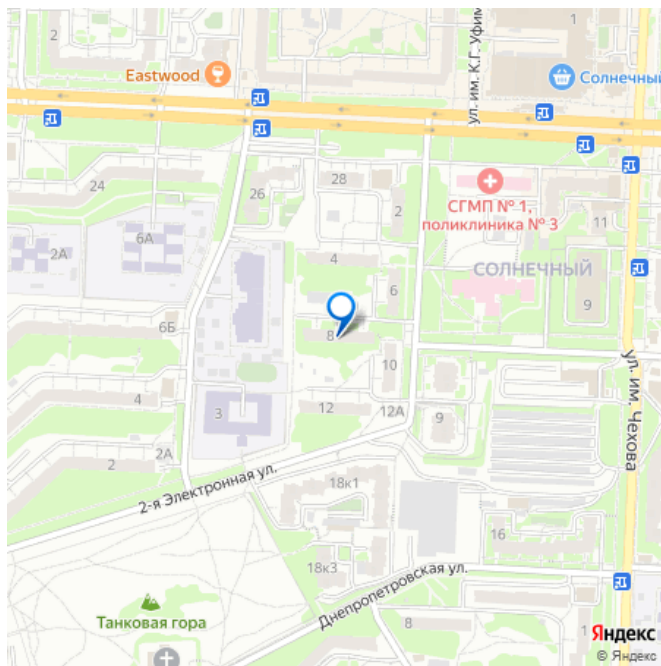 2
1
Eastwood
ул. им. К.Г. Уфим
Солнечный
24
26
28
2
СГМП № 1,
поликлиника № 3
11
6А
2А
4
СОЛНЕЧНЫЙ
6
9
6Б
8
10
4
3
12
12А
9
ул. им. Чехова
2
2А
2-я Электронная ул.
18к1
16
18к3
Днепропетровская ул.
Танковая гора
8
1
Яндекс
© Яндекс